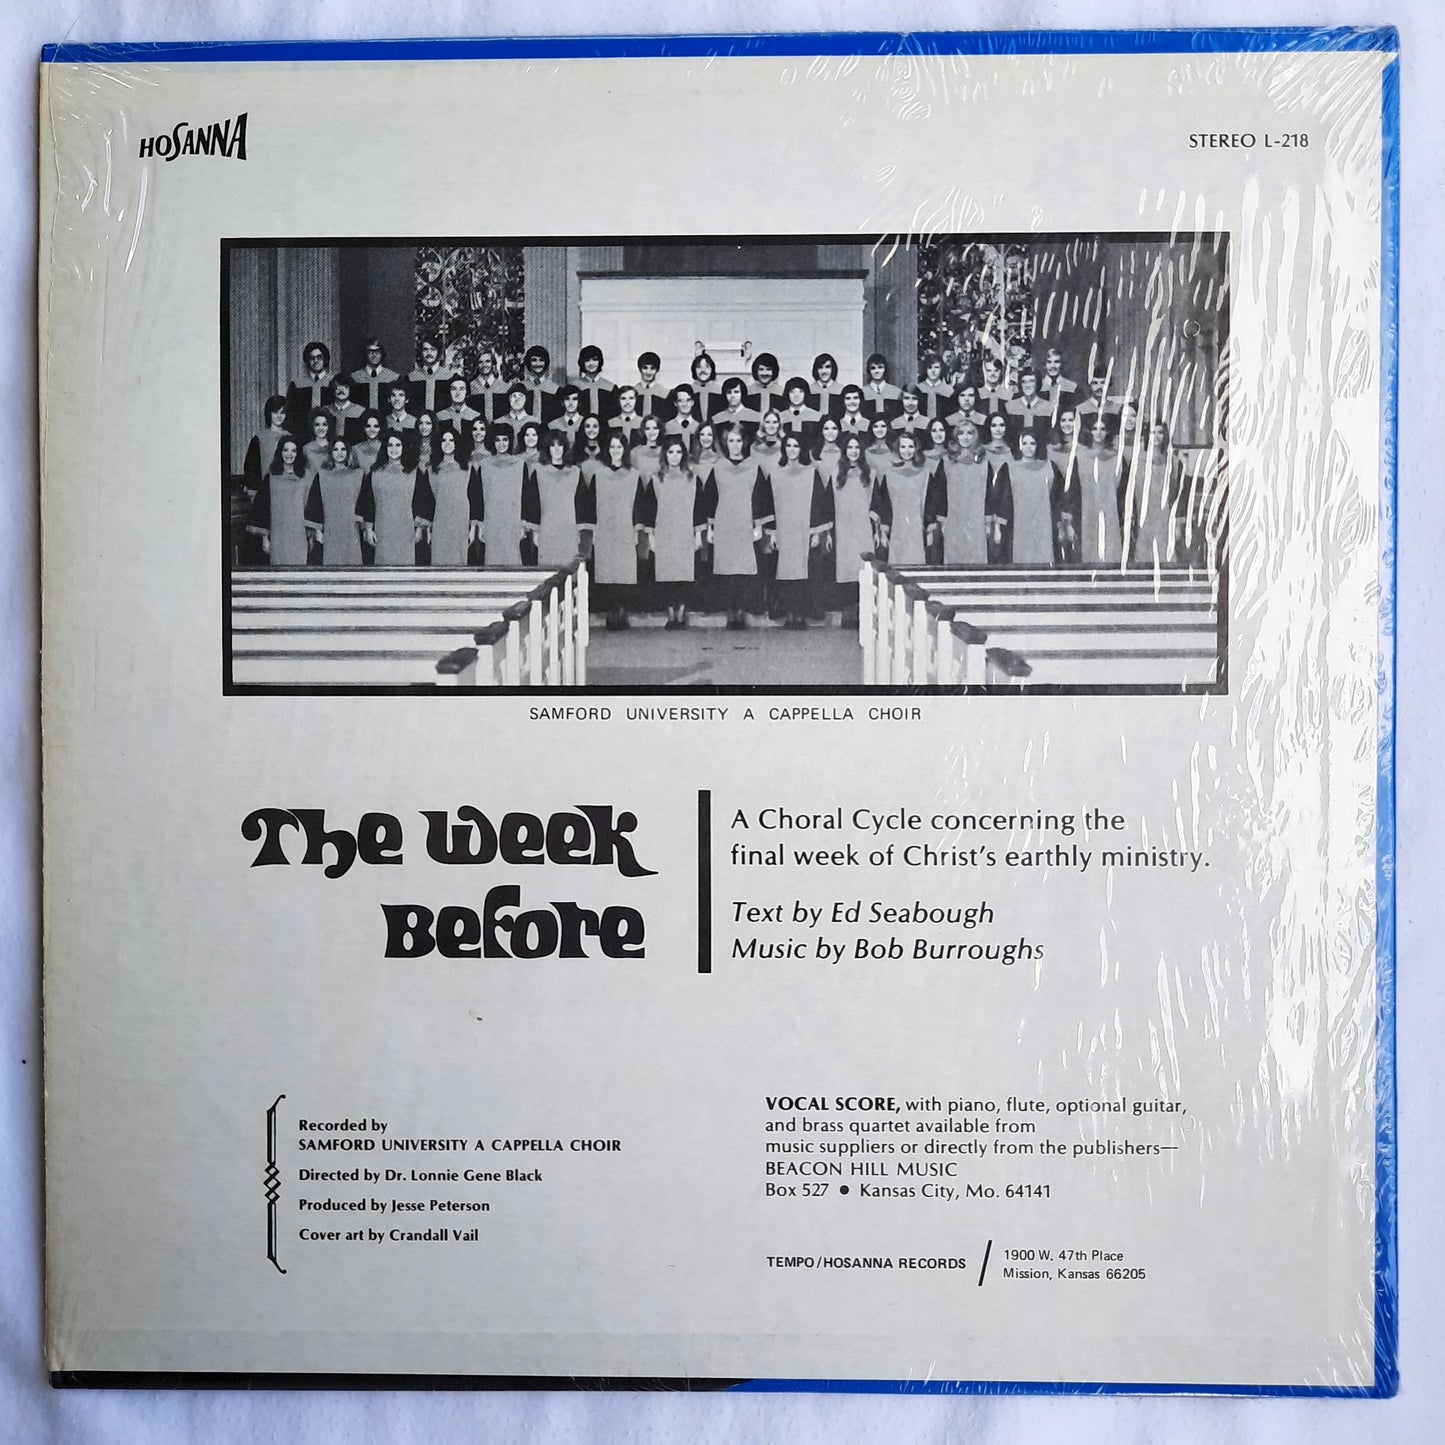 HOSANNA
STEREO L-218
SAMFORD UNIVERSITY A CAPPELLA CHOIR
The Week
Before
A Choral Cycle concerning the
final week of Christ's earthly ministry.
Text by Ed Seabough
Music by Bob Burroughs
Recorded by
SAMFORD UNIVERSITY A CAPPELLA CHOIR
Directed by Dr. Lonnie Gene Black
Produced by Jesse Peterson
Cover art by Crandall Vail
VOCAL SCORE, with piano, flute, optional guitar,
and brass quartet available from
music suppliers or directly from the publishers—
BEACON HILL MUSIC
Box 527 ● Kansas City, Mo. 64141
TEMPO/HOSANNA RECORDS
1900 W. 47th Place
Mission, Kansas 66205